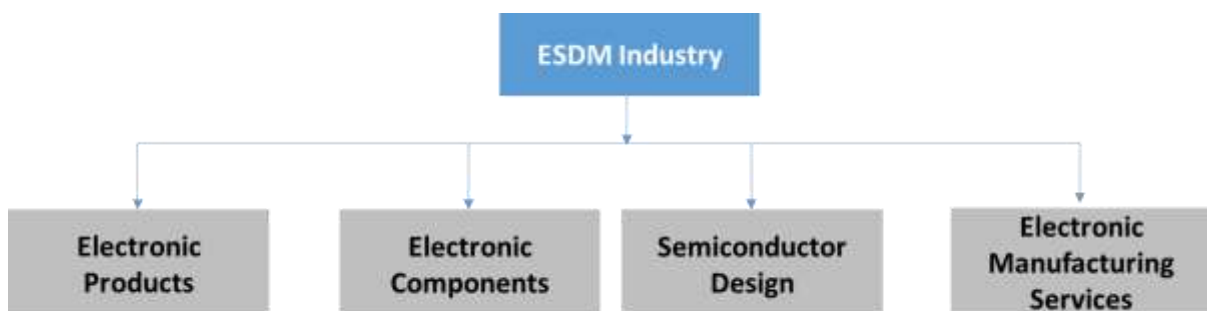 ESDM Industry
Electronic
Products
Electronic
Components
Semiconductor
Design
Electronic
Manufacturing
Services